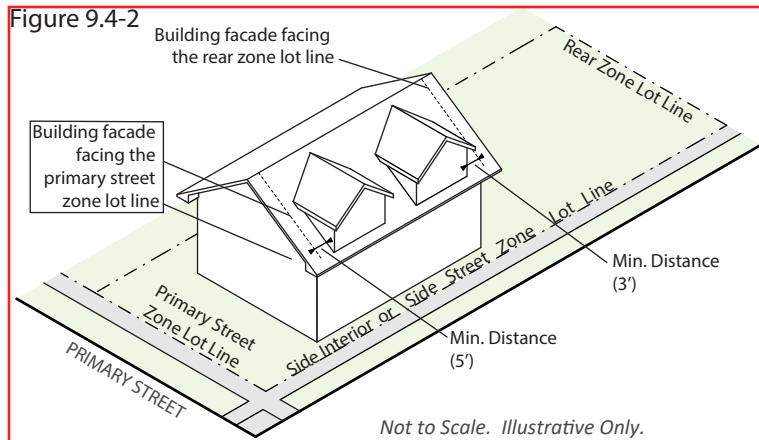 Figure 9.4-2
Building facade facing
the rear zone lot line
Rear Zone Lot Line
Building facade
facing the
primary street
zone lot line
Min. Distance
(3')
Side Interior or Side Street Zone Lot Line
Primary Street
Zone Lot Line
Min. Distance
(5')
PRIMARY STREET
Not to Scale. Illustrative Only.